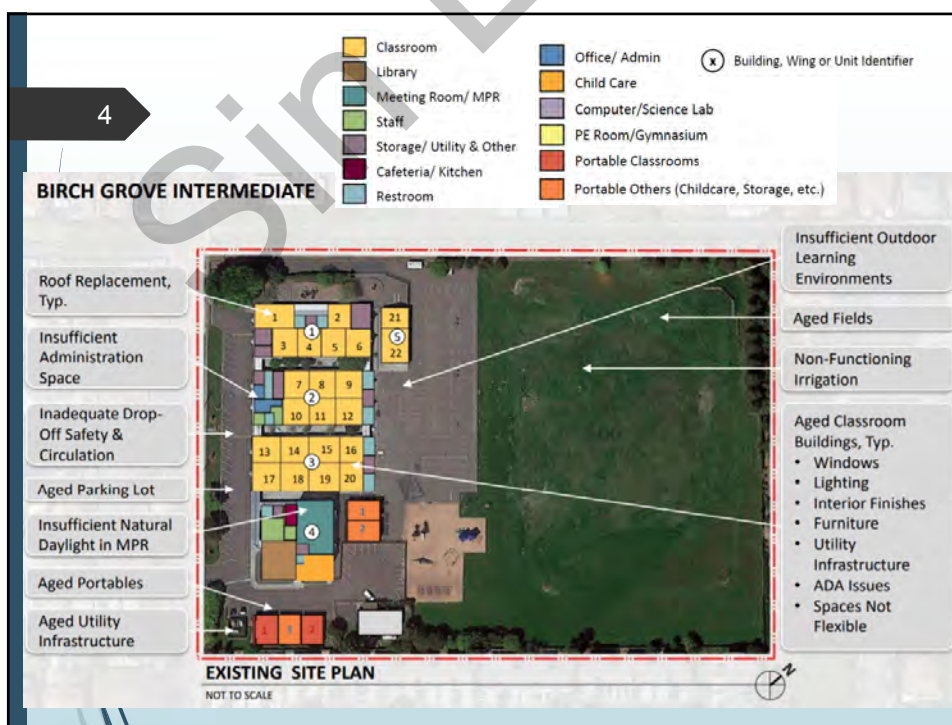 Sin
4
Classroom
Library
Meeting Room/ MPR
Staff
Storage/ Utility & Other
Cafeteria/ Kitchen
Restroom
Office/ Admin
Child Care
Computer/Science Lab
PE Room/Gymnasium
Portable Classrooms
Portable Others (Childcare, Storage, etc.)
x Building, Wing or Unit Identifier
BIRCH GROVE INTERMEDIATE
Roof Replacement,
Typ.
Insufficient
Administration
Space
Inadequate Drop-
Off Safety &
Circulation
Aged Parking Lot
Insufficient Natural
Daylight in MPR
Aged Portables
Aged Utility
Infrastructure
1 2 21
1 5
3 4 5 6 22
7 8 9
2
10 11 12
13 14 15 16
3
17 18 19 20
1
4 2
1 3 2
Insufficient Outdoor
Learning
Environments
Aged Fields
Non-Functioning
Irrigation
Aged Classroom
Buildings, Typ.
• Windows
• Lighting
• Interior Finishes
• Furniture
• Utility
Infrastructure
• ADA Issues
• Spaces Not
Flexible
EXISTING SITE PLAN
NOT TO SCALE
N